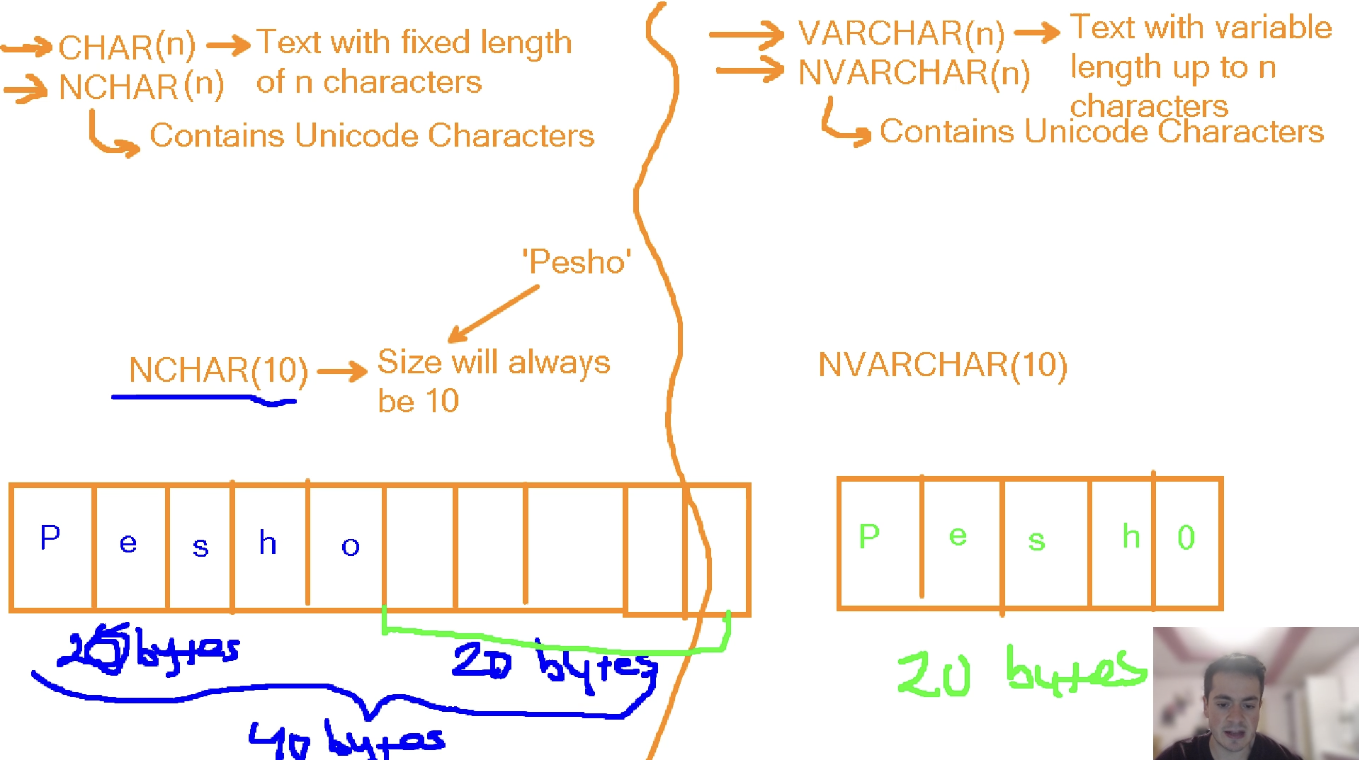 CHAR(n) Text with fixed length
NCHAR(n) of n characters
Contains Unicode Characters
VARCHAR(n) Text with variable
NVARCHAR(n) length up to n
characters
Contains Unicode Characters
'Pesho'
NCHAR(10) Size will always
be 10
NVARCHAR(10)
P e s h o
P e s h 0
20 bytes
20 bytes
40 bytes
20 bytes